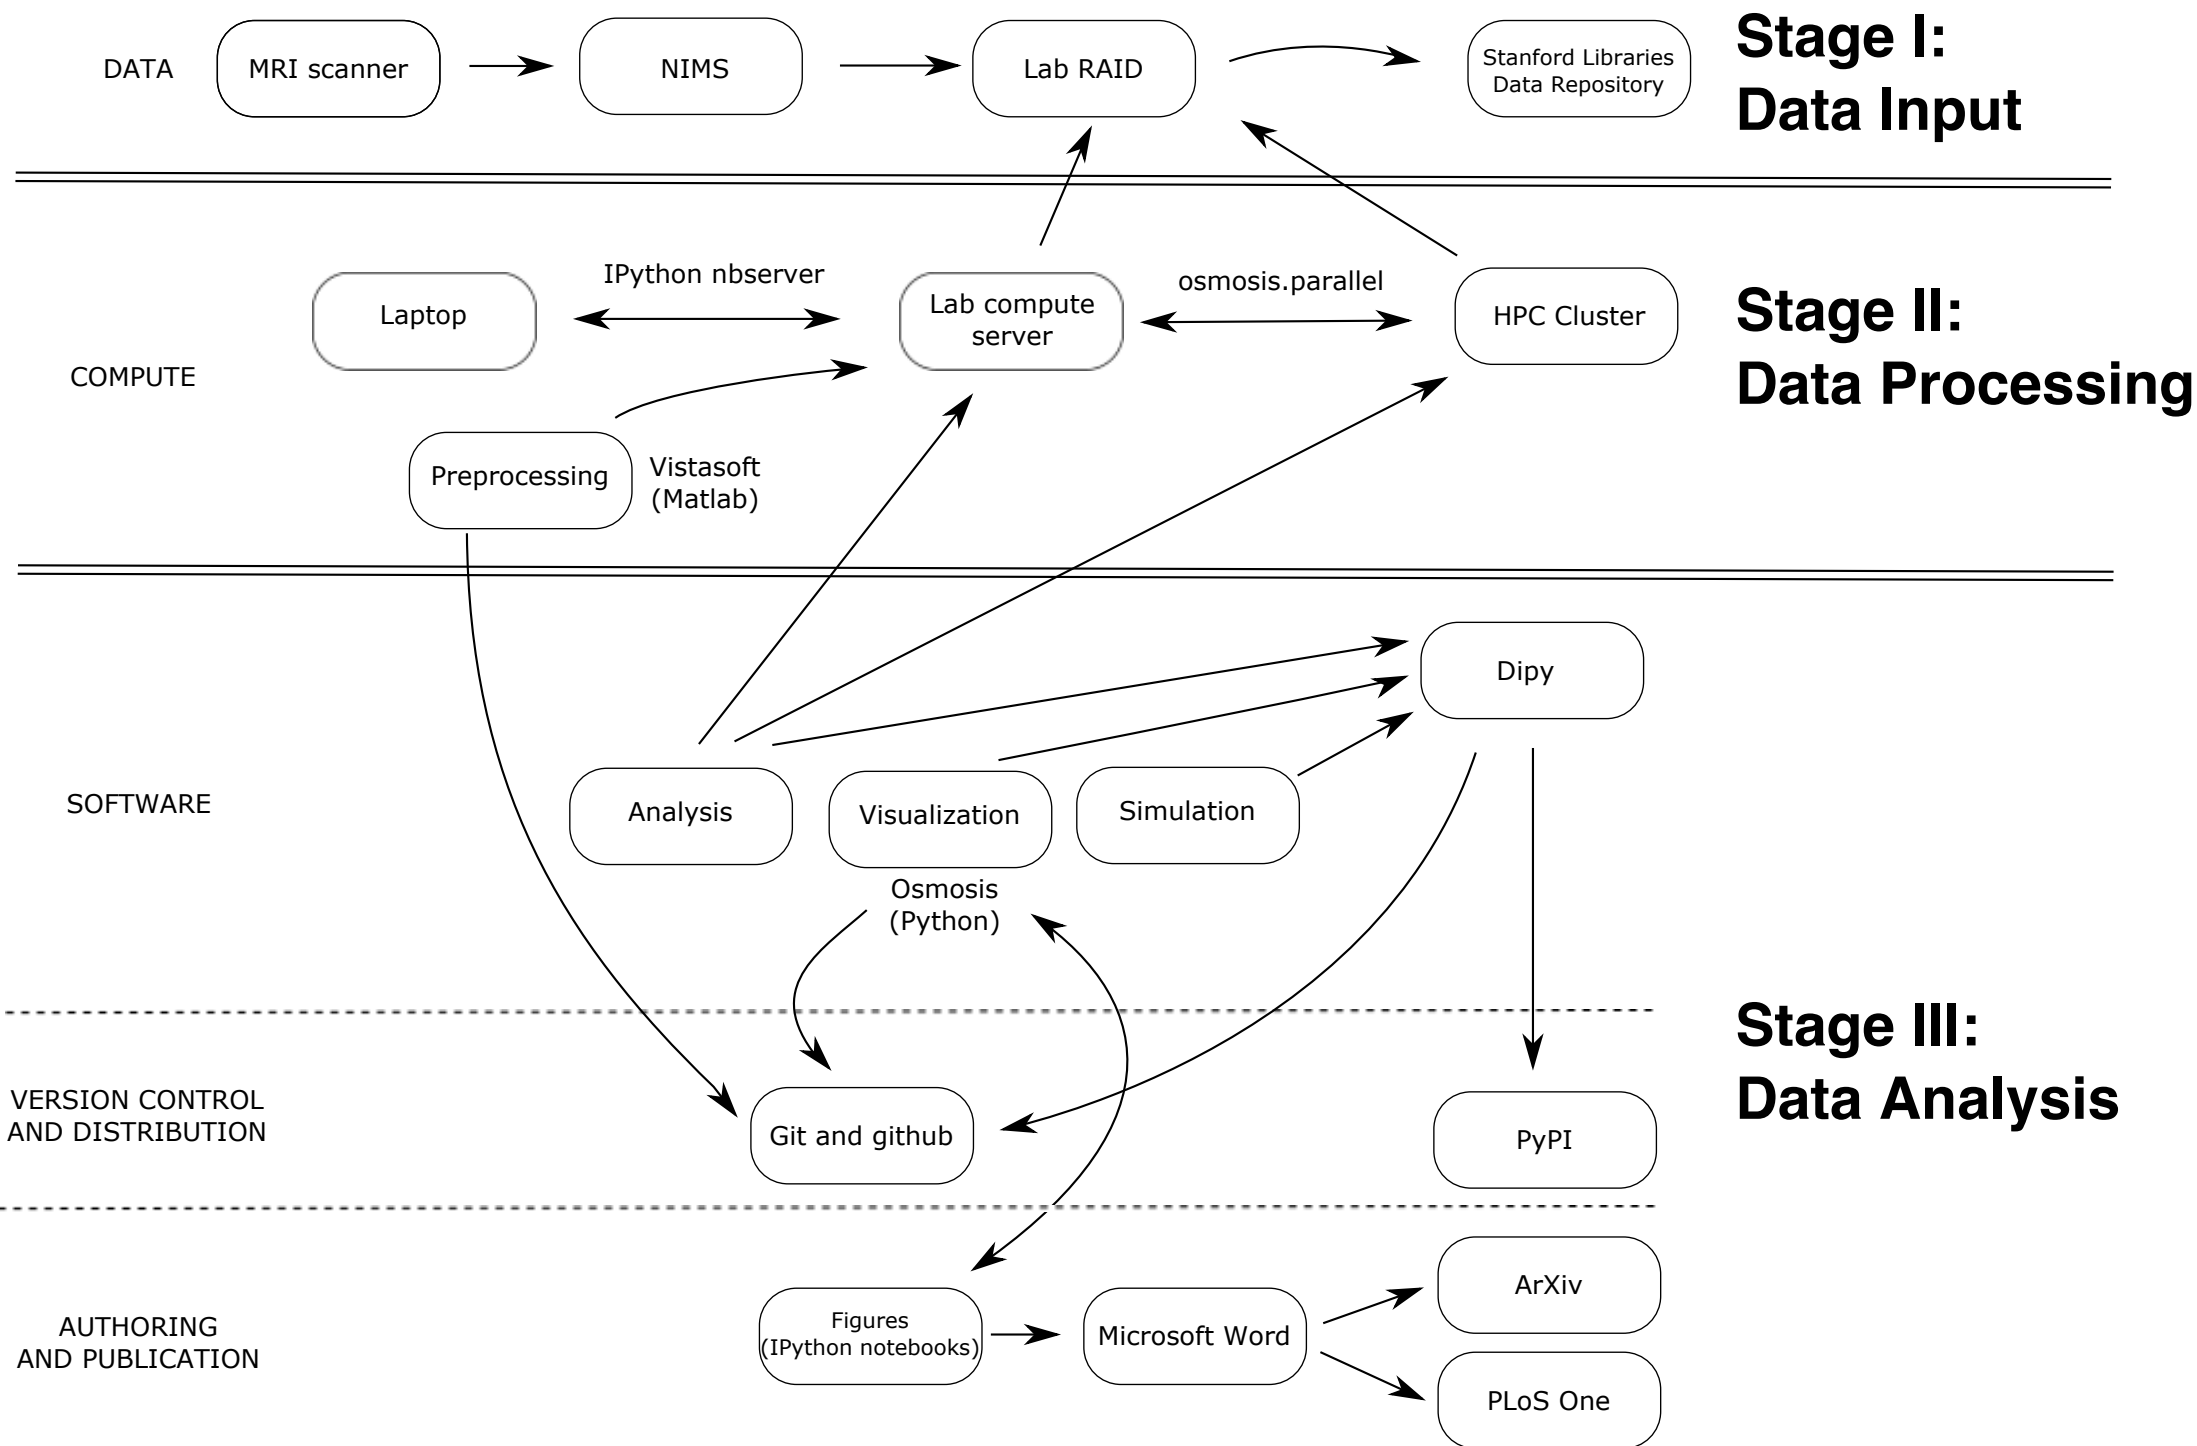 DATA
MRI scanner
NIMS
Lab RAID
Stanford Libraries
Data Repository
Stage I:
Data Input
COMPUTE
Laptop
IPython nbserver
Lab compute
server
osmosis.parallel
HPC Cluster
Stage II:
Data Processing
Preprocessing
Vistasoft
(Matlab)
SOFTWARE
Dipy
Analysis
Visualization
Simulation
Osmosis
(Python)
Stage III:
Data Analysis
VERSION CONTROL
AND DISTRIBUTION
Git and github
PyPI
AUTHORING
AND PUBLICATION
Figures
(IPython notebooks)
Microsoft Word
ArXiv
PLoS One